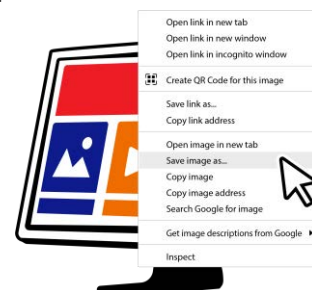 Open link in new tab
Open link in new window
Open link in incognito window
Create QR Code for this image
Save link as...
Copy link address
Open image in new tab
Save image as...
Copy image
Copy image address
Search Google for image
Get image descriptions from Google
Inspect